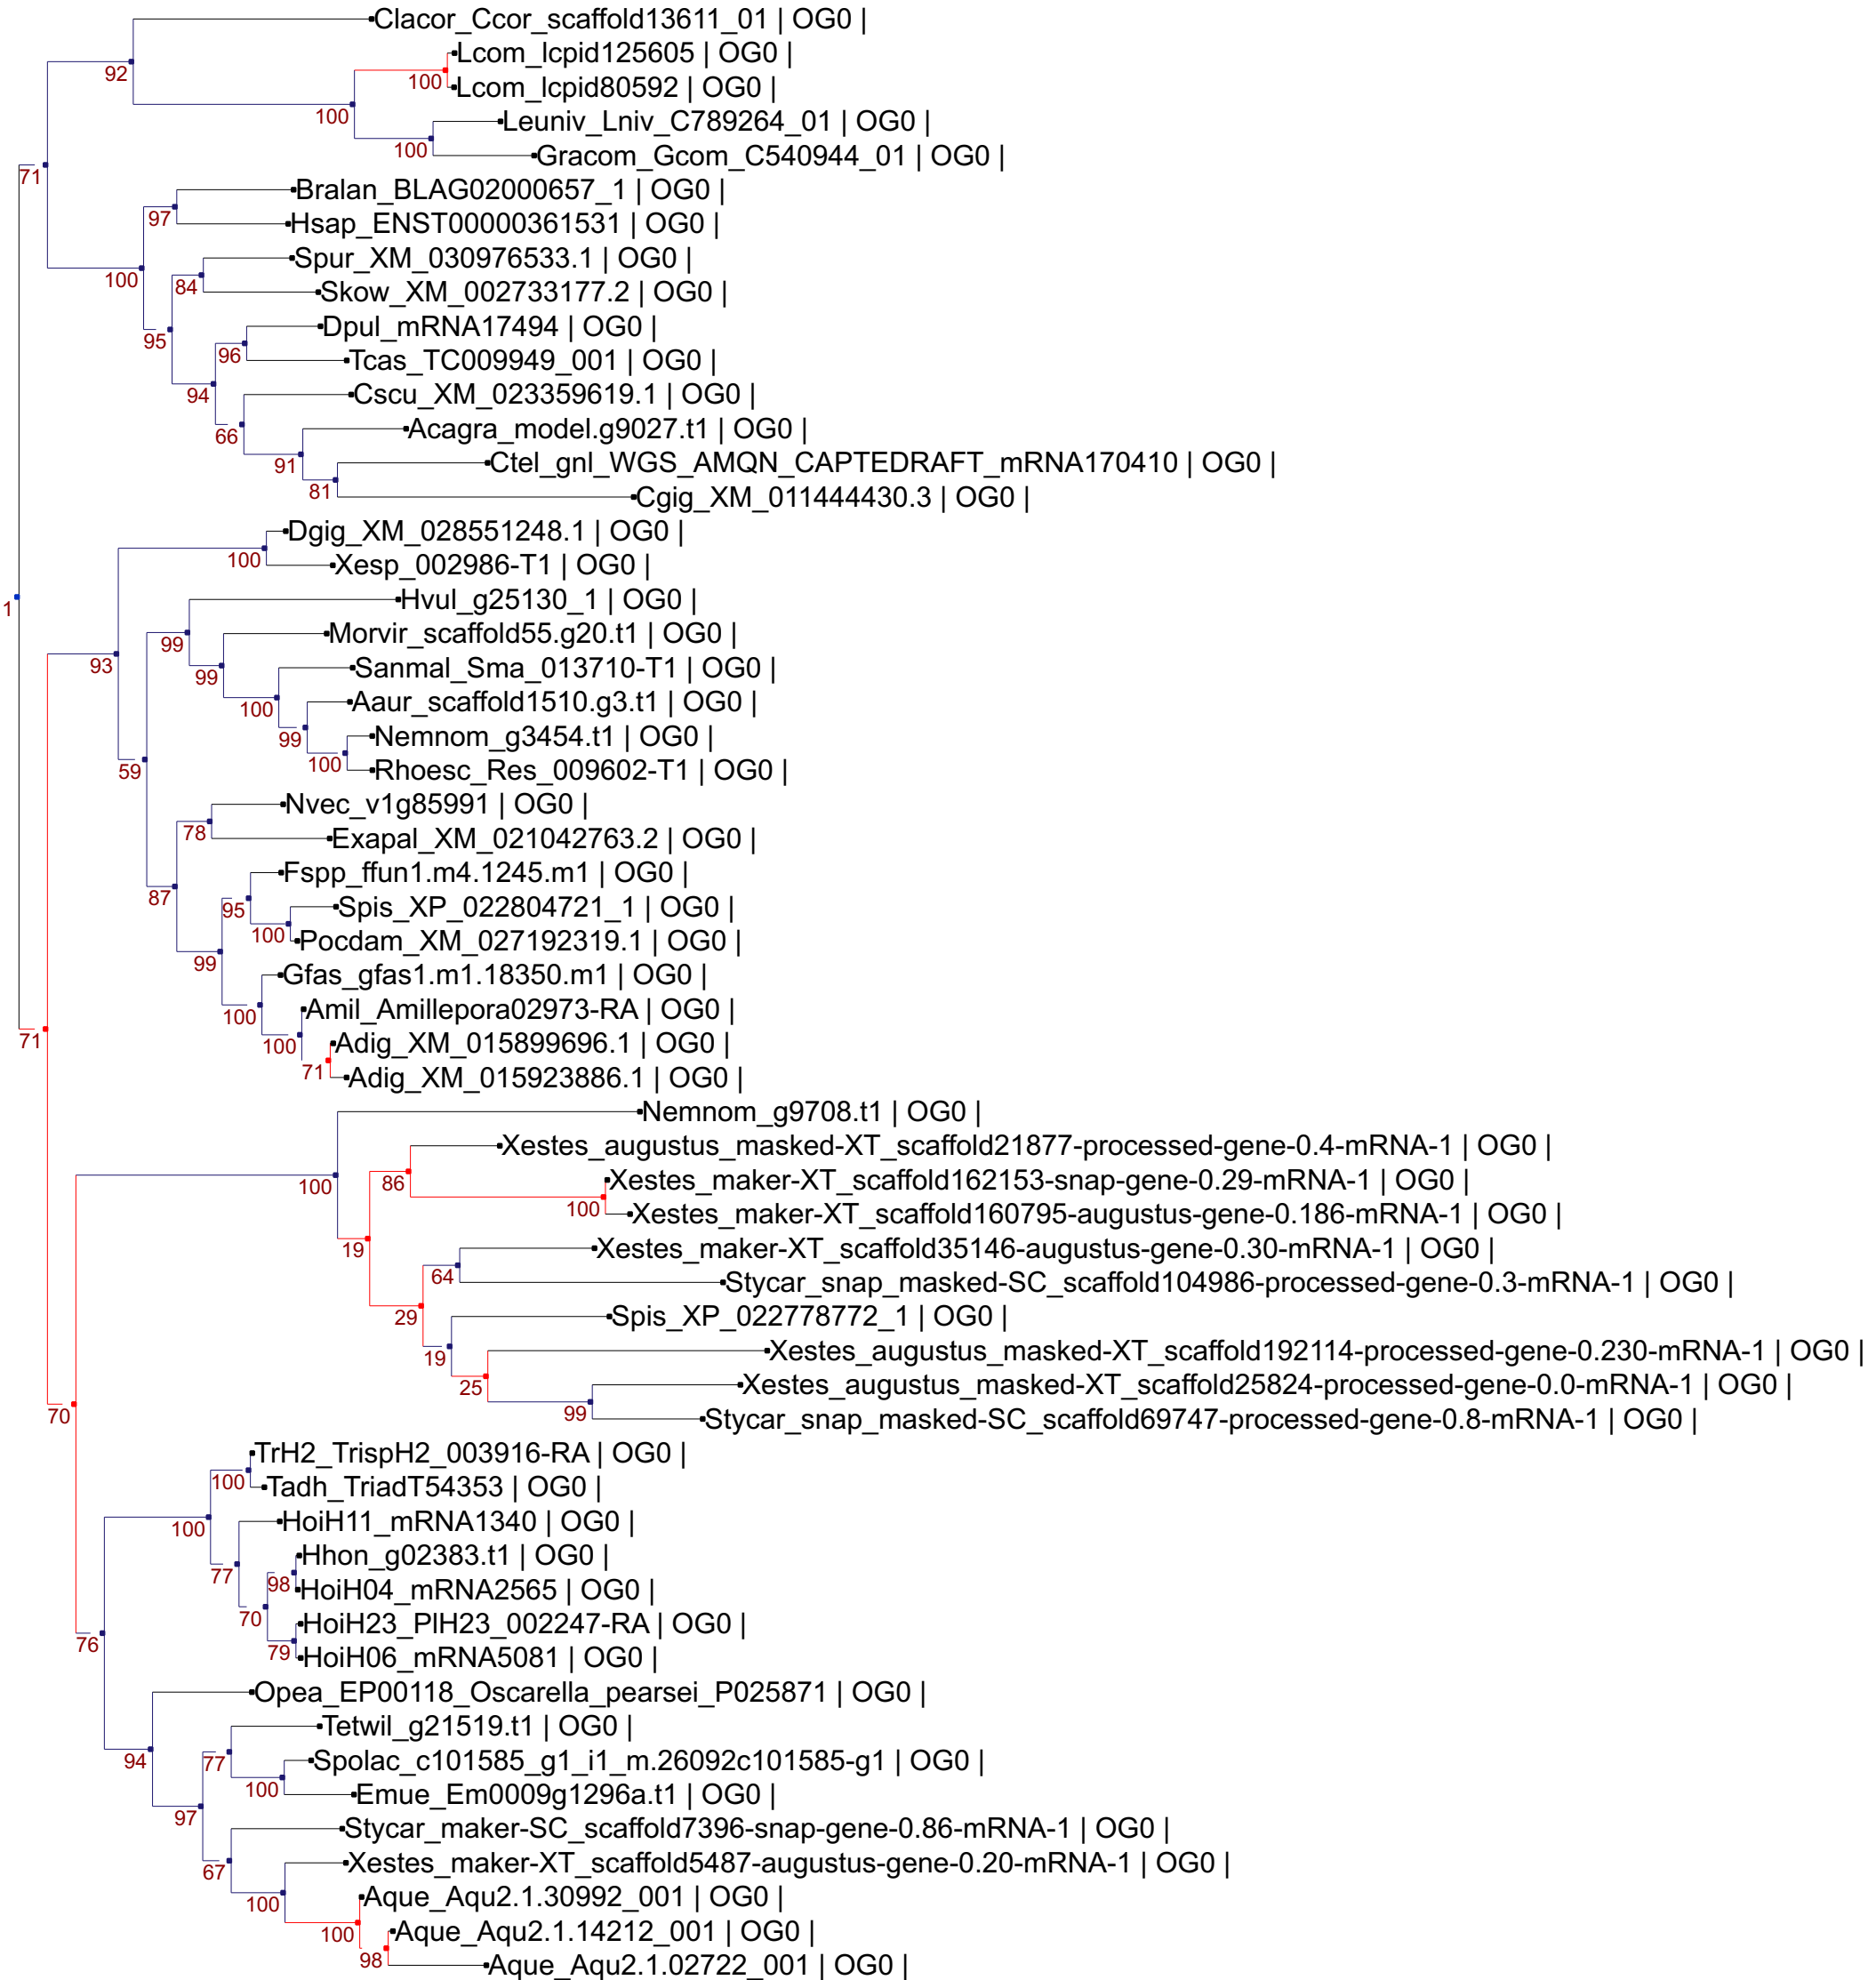 Clacor_Ccor_scaffold13611_01 | OG0 |
Lcom_lcpid125605 | OG0 |
92
100
Lcom_lcpid80592 | OG0 |
100
Leuniv_Lniv_C789264_01 | OG0 |
100
Gracom_Gcom_C540944_01 | OG0 |
71
Bralan_BLAG02000657_1 | OG0 |
97
Hsap_ENST00000361531 | OG0 |
Spur_XM_030976533.1 | OG0 |
100
84
Skow_XM_002733177.2 | OG0 |
Dpul_mRNA17494 | OG0 |
95
96
Tcas_TC009949_001 | OG0 |
94
Cscu_XM_023359619.1 | OG0 |
Acagra_model.g9027.t1 | OG0 |
66
91
Ctel_gnl_WGS_AMQN_CAPTEDRAFT_mRNA170410 | OG0 |
81
Cgig_XM_011444430.3 | OG0 |
Dgig_XM_028551248.1 | OG0 |
100
Xesp_002986-T1 | OG0 |
Hvul_g25130_1 | OG0 |
1
Morvir_scaffold55.g20.t1 | OG0 |
99
93
99
Sanmal_Sma_013710-T1 | OG0 |
100
Aaur_scaffold1510.g3.t1 | OG0 |
99
Nemnom_g3454.t1 | OG0 |
100
59
Rhoesc_Res_009602-T1 | OG0 |
Nvec_v1g85991 | OG0 |
78
Exapal_XM_021042763.2 | OG0 |
Fspp_ffun1.m4.1245.m1 | OG0 |
87
95
Spis_XP_022804721_1 | OG0 |
100
Pocdam_XM_027192319.1 | OG0 |
99
Gfas_gfas1.m1.18350.m1 | OG0 |
100
Amil_Amillepora02973-RA | OG0 |
71
100
Adig_XM_015899696.1 | OG0 |
71
Adig_XM_015923886.1 | OG0 |
Nemnom_g9708.t1 | OG0 |
Xestes_augustus_masked-XT_scaffold21877-processed-gene-0.4-mRNA-1 | OG0 |
100
86
Xestes_maker-XT_scaffold162153-snap-gene-0.29-mRNA-1 | OG0 |
100
Xestes_maker-XT_scaffold160795-augustus-gene-0.186-mRNA-1 | OG0 |
19
Xestes_maker-XT_scaffold35146-augustus-gene-0.30-mRNA-1 | OG0 |
64
Stycar_snap_masked-SC_scaffold104986-processed-gene-0.3-mRNA-1 | OG0 |
29
Spis_XP_022778772_1 | OG0 |
19
Xestes_augustus_masked-XT_scaffold192114-processed-gene-0.230-mRNA-1 | OG0 |
25
Xestes_augustus_masked-XT_scaffold25824-processed-gene-0.0-mRNA-1 | OG0 |
70
99
Stycar_snap_masked-SC_scaffold69747-processed-gene-0.8-mRNA-1 | OG0 |
TrH2_TrispH2_003916-RA | OG0 |
100
Tadh_TriadT54353 | OG0 |
100
HoiH11_mRNA1340 | OG0 |
Hhon_g02383.t1 | OG0 |
77
98
HoiH04_mRNA2565 | OG0 |
70
HoiH23_PlH23_002247-RA | OG0 |
76
79
HoiH06_mRNA5081 | OG0 |
Opea_EP00118_Oscarella_pearsei_P025871 | OG0 |
Tetwil_g21519.t1 | OG0 |
94
77
Spolac_c101585_g1_i1_m.26092c101585-g1 | OG0 |
100
Emue_Em0009g1296a.t1 | OG0 |
97
Stycar_maker-SC_scaffold7396-snap-gene-0.86-mRNA-1 | OG0 |
67
Xestes_maker-XT_scaffold5487-augustus-gene-0.20-mRNA-1 | OG0 |
100
Aque_Aqu2.1.30992_001 | OG0 |
100
Aque_Aqu2.1.14212_001 | OG0 |
98
Aque_Aqu2.1.02722_001 | OG0 |